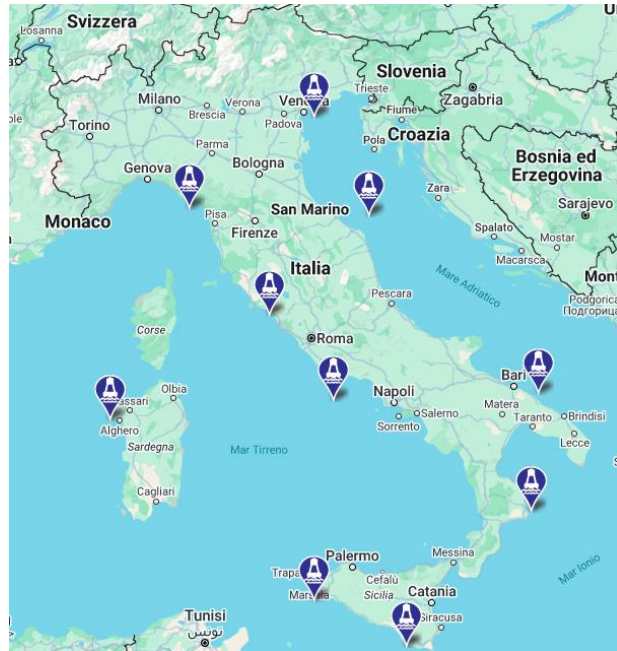 Svizzera
Losanna
Slovenia
Trieste
Zagabria
Milano
Verona
Brescia
Padova
Fiume
Torino
Parma
Pola
Croazia
Genova
Bologna
Bosnia ed
Erzegovina
Zara
Sarajevo
Monaco
Pisa
San Marino
Firenze
Spalato
Mostar
Macarsca
Italia
Mare Adriatico
Mont
Podgorica
Подгорица
Pescara
Corse
Roma
Bari
Olbia
Napoli
Matera
Brindisi
Alghero
Sorrento
Salerno
Taranto
Lecce
Sardegna
Mar Tirreno
Cagliari
Messina
Mar Ionio
Palermo
Trapa
Cefalù
Marsala
Sicilia
Catania
Siracusa
Tunisi
تونس